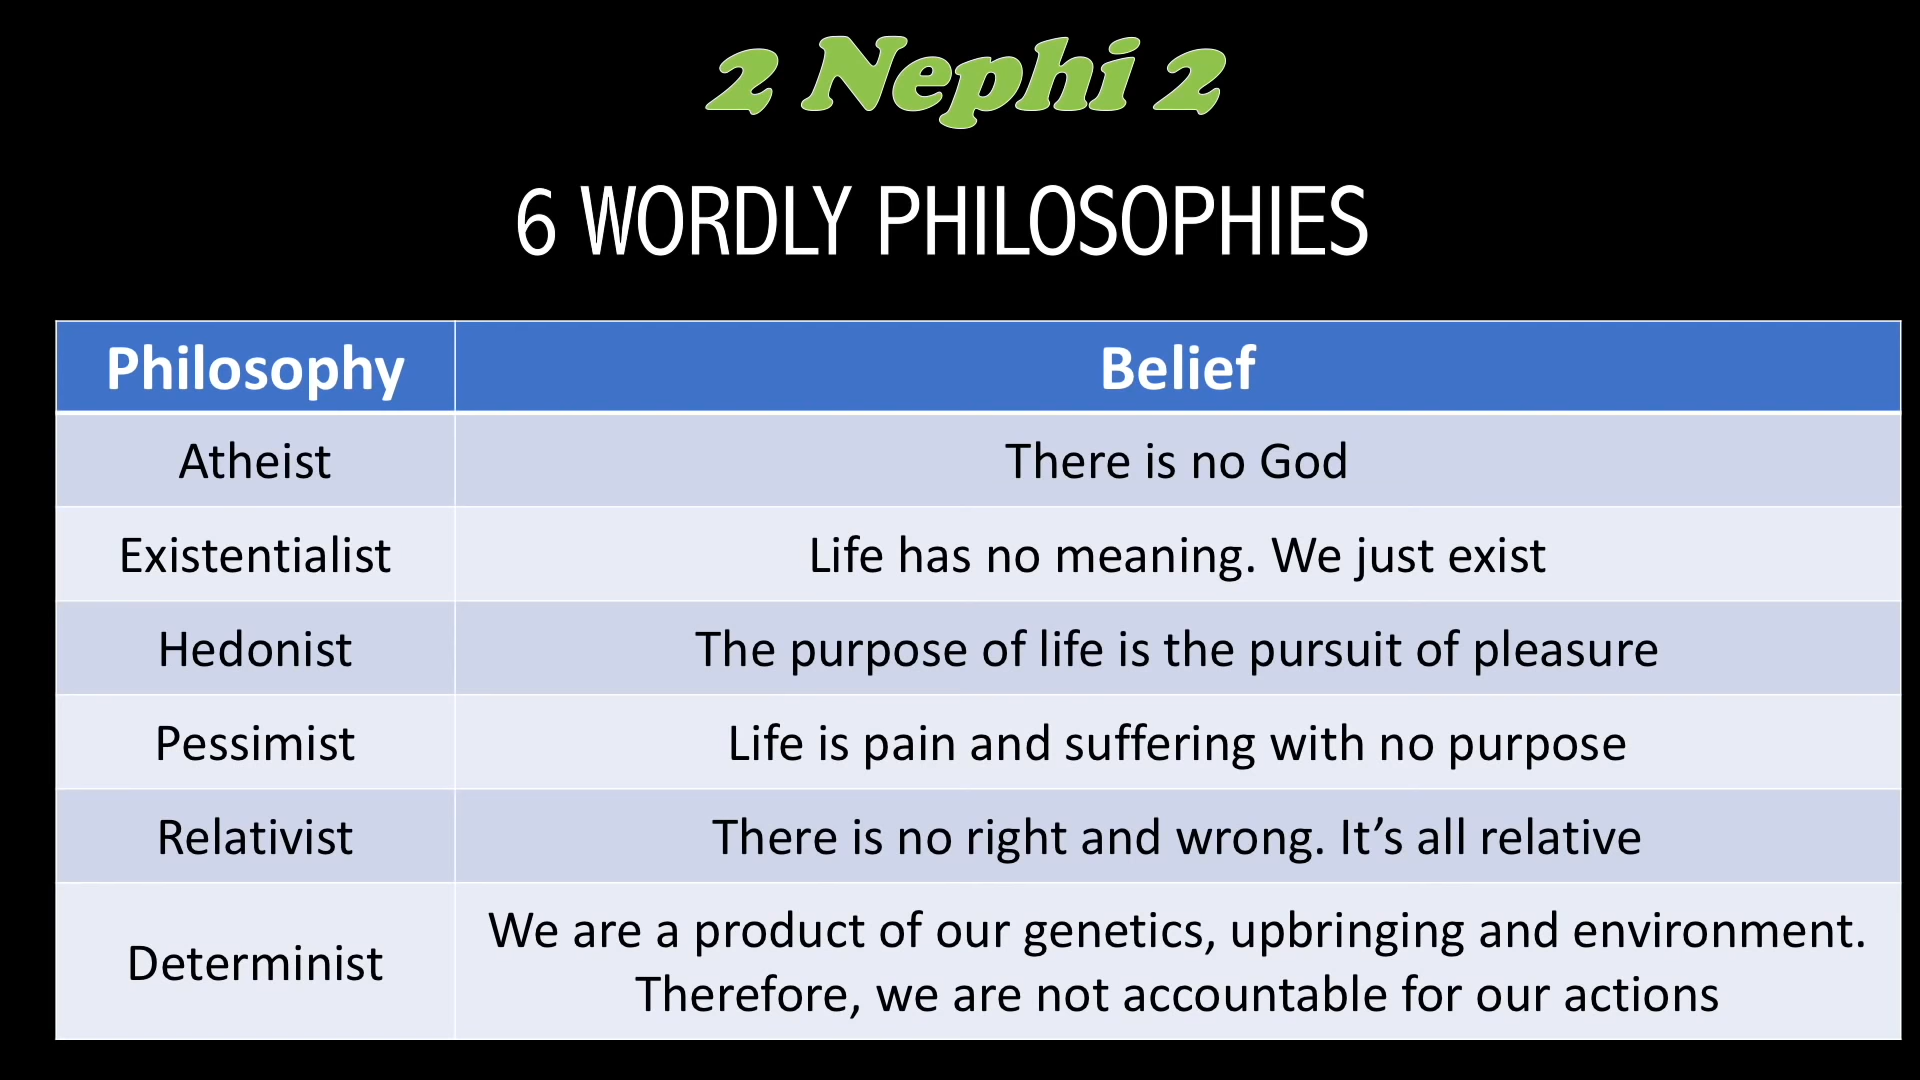 2 Nephi 2
6 WORDLY PHILOSOPHIES
Philosophy Belief
Atheist There is no God
Existentialist Life has no meaning. We just exist
Hedonist The purpose of life is the pursuit of pleasure
Pessimist Life is pain and suffering with no purpose
Relativist There is no right and wrong. It’s all relative
Determinist We are a product of our genetics, upbringing and environment.
Therefore, we are not accountable for our actions